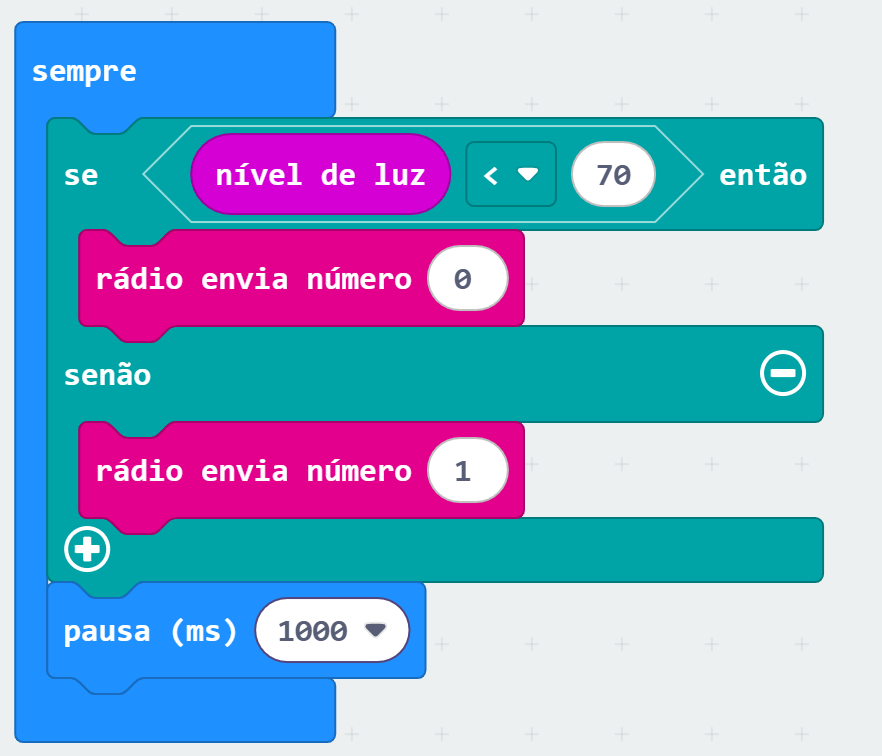 sempre
se nível de luz < 70 então
rádio envia número 0
senão
rádio envia número 1
pausa (ms) 1000